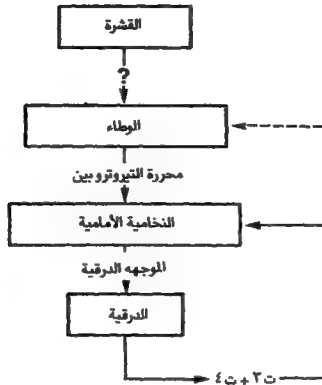 القشرة
?
الوطاء
محررة التيروتروبين
النخامية الأمامية
الموجهه الدرقية
الدرقية
ت٣ + ت٤